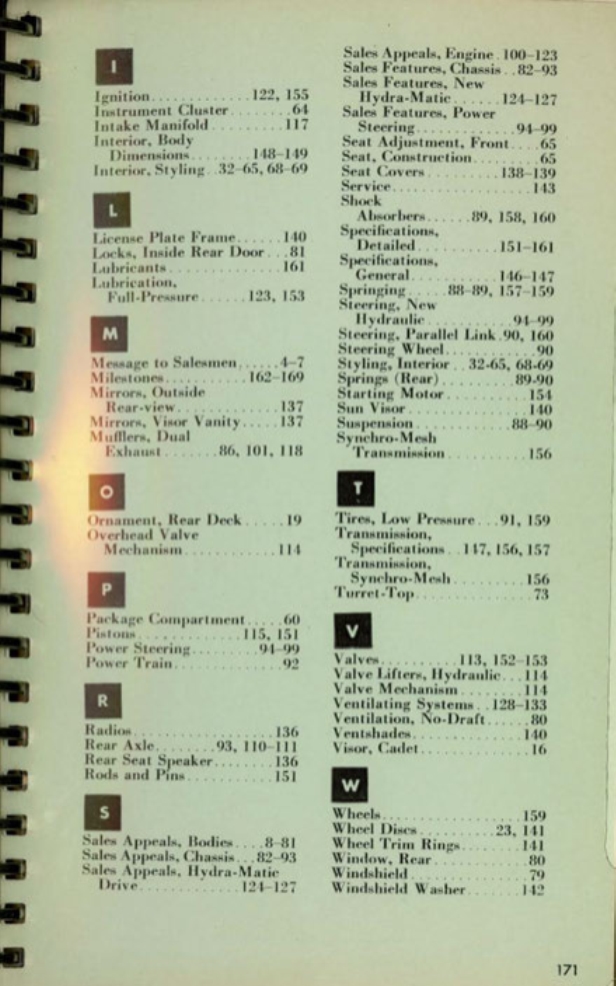 I
Ignition............122, 155
Instrument Cluster........64
Intake Manifold.........117
Interior, Body
Dimensions.......148–149
Interior, Styling..32–65, 68–69
L
License Plate Frame......140
Locks, Inside Rear Door...81
Lubricants..............161
Lubrication,
Full-Pressure......123, 153
M
Message to Salesmen.....4–7
Milestones..........162–169
Mirrors, Outside
Rear-view.............137
Mirrors, Visor Vanity.....137
Mufflers, Dual
Exhaust.......86, 101, 118
O
Ornament, Rear Deck.....19
Overhead Valve
Mechanism............114
P
Package Compartment.....60
Pistons............115, 151
Power Steering........94–99
Power Train.............92
R
Radios.................136
Rear Axle........93, 110–111
Rear Seat Speaker........136
Rods and Pins...........151
S
Sales Appeals, Bodies....8–81
Sales Appeals, Chassis...82–93
Sales Appeals, Hydra-Matic
Drive............124–127
Sales Appeals, Engine.100–123
Sales Features, Chassis..82–93
Sales Features, New
Hydra-Matic......124–127
Sales Features, Power
Steering............94–99
Seat Adjustment, Front....65
Seat, Construction........65
Seat Covers.........138–139
Service.................143
Shock
Absorbers......89, 158, 160
Specifications,
Detailed..........151–161
Specifications,
General..........146–147
Springing.....88–89, 157–159
Steering, New
Hydraulic...........94–99
Steering, Parallel Link.90, 160
Steering Wheel...........90
Styling, Interior..32-65, 68-69
Springs (Rear).........89-90
Starting Motor..........154
Sun Visor..............140
Suspension...........88–90
Synchro-Mesh
Transmission..........156
T
Tires, Low Pressure...91, 159
Transmission,
Specifications..147, 156, 157
Transmission,
Synchro-Mesh.........156
Turret-Top..............73
V
Valves..........113, 152–153
Valve Lifters, Hydraulic...114
Valve Mechanism........114
Ventilating Systems..128–133
Ventilation, No-Draft......80
Ventshades.............140
Visor, Cadet.............16
W
Wheels.................159
Wheel Discs..........23, 141
Wheel Trim Rings........141
Window, Rear...........80
Windshield..............79
Windshield Washer.......142
171